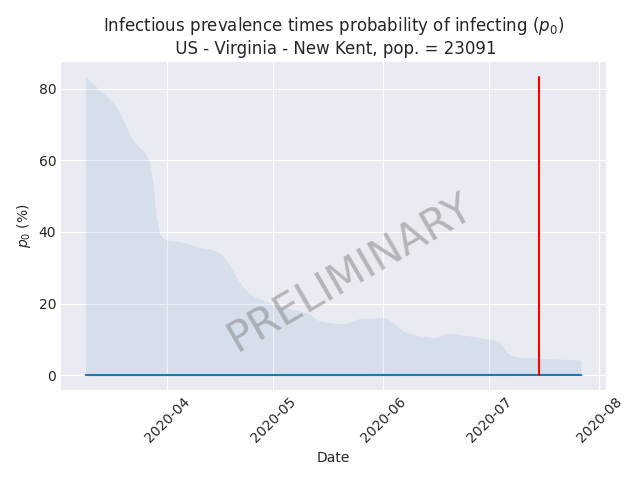 Infectious prevalence times probability of infecting (p₀)
US - Virginia - New Kent, pop. = 23091
80
60
40
20
0
p₀ (%)
PRELIMINARY
2020-04
2020-05
2020-06
2020-07
2020-08
Date